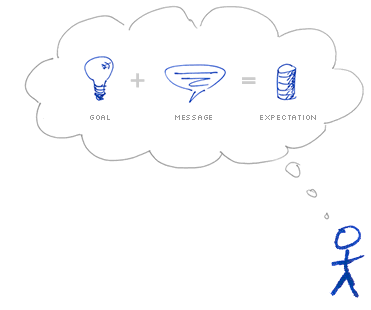 GOAL + MESSAGE = EXPECTATION